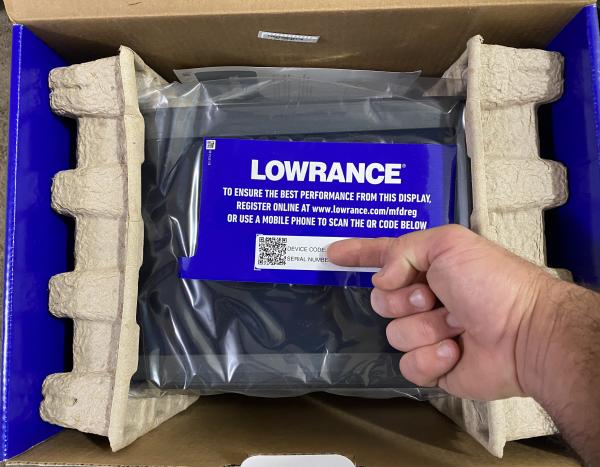 LOWRANCE®
TO ENSURE THE BEST PERFORMANCE FROM THIS DISPLAY,
REGISTER ONLINE AT www.lowrance.com/mfdreg
OR USE A MOBILE PHONE TO SCAN THE QR CODE BELOW
DEVICE CODE
SERIAL NUMBE